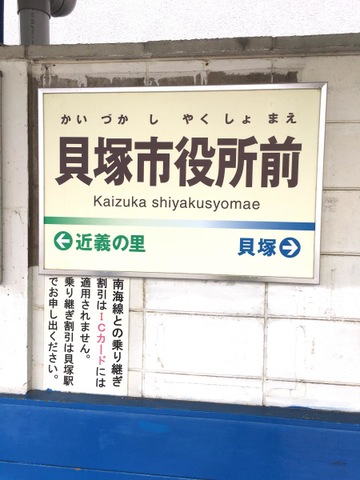 かいづか し やくしょ まえ
貝塚市役所前
Kaizuka shiyakusyomae
近義の里
貝塚
南海線との乗り継ぎ
割引はICカードには
適用されません。
乗り継ぎ割引は貝塚駅
でお申し出ください。